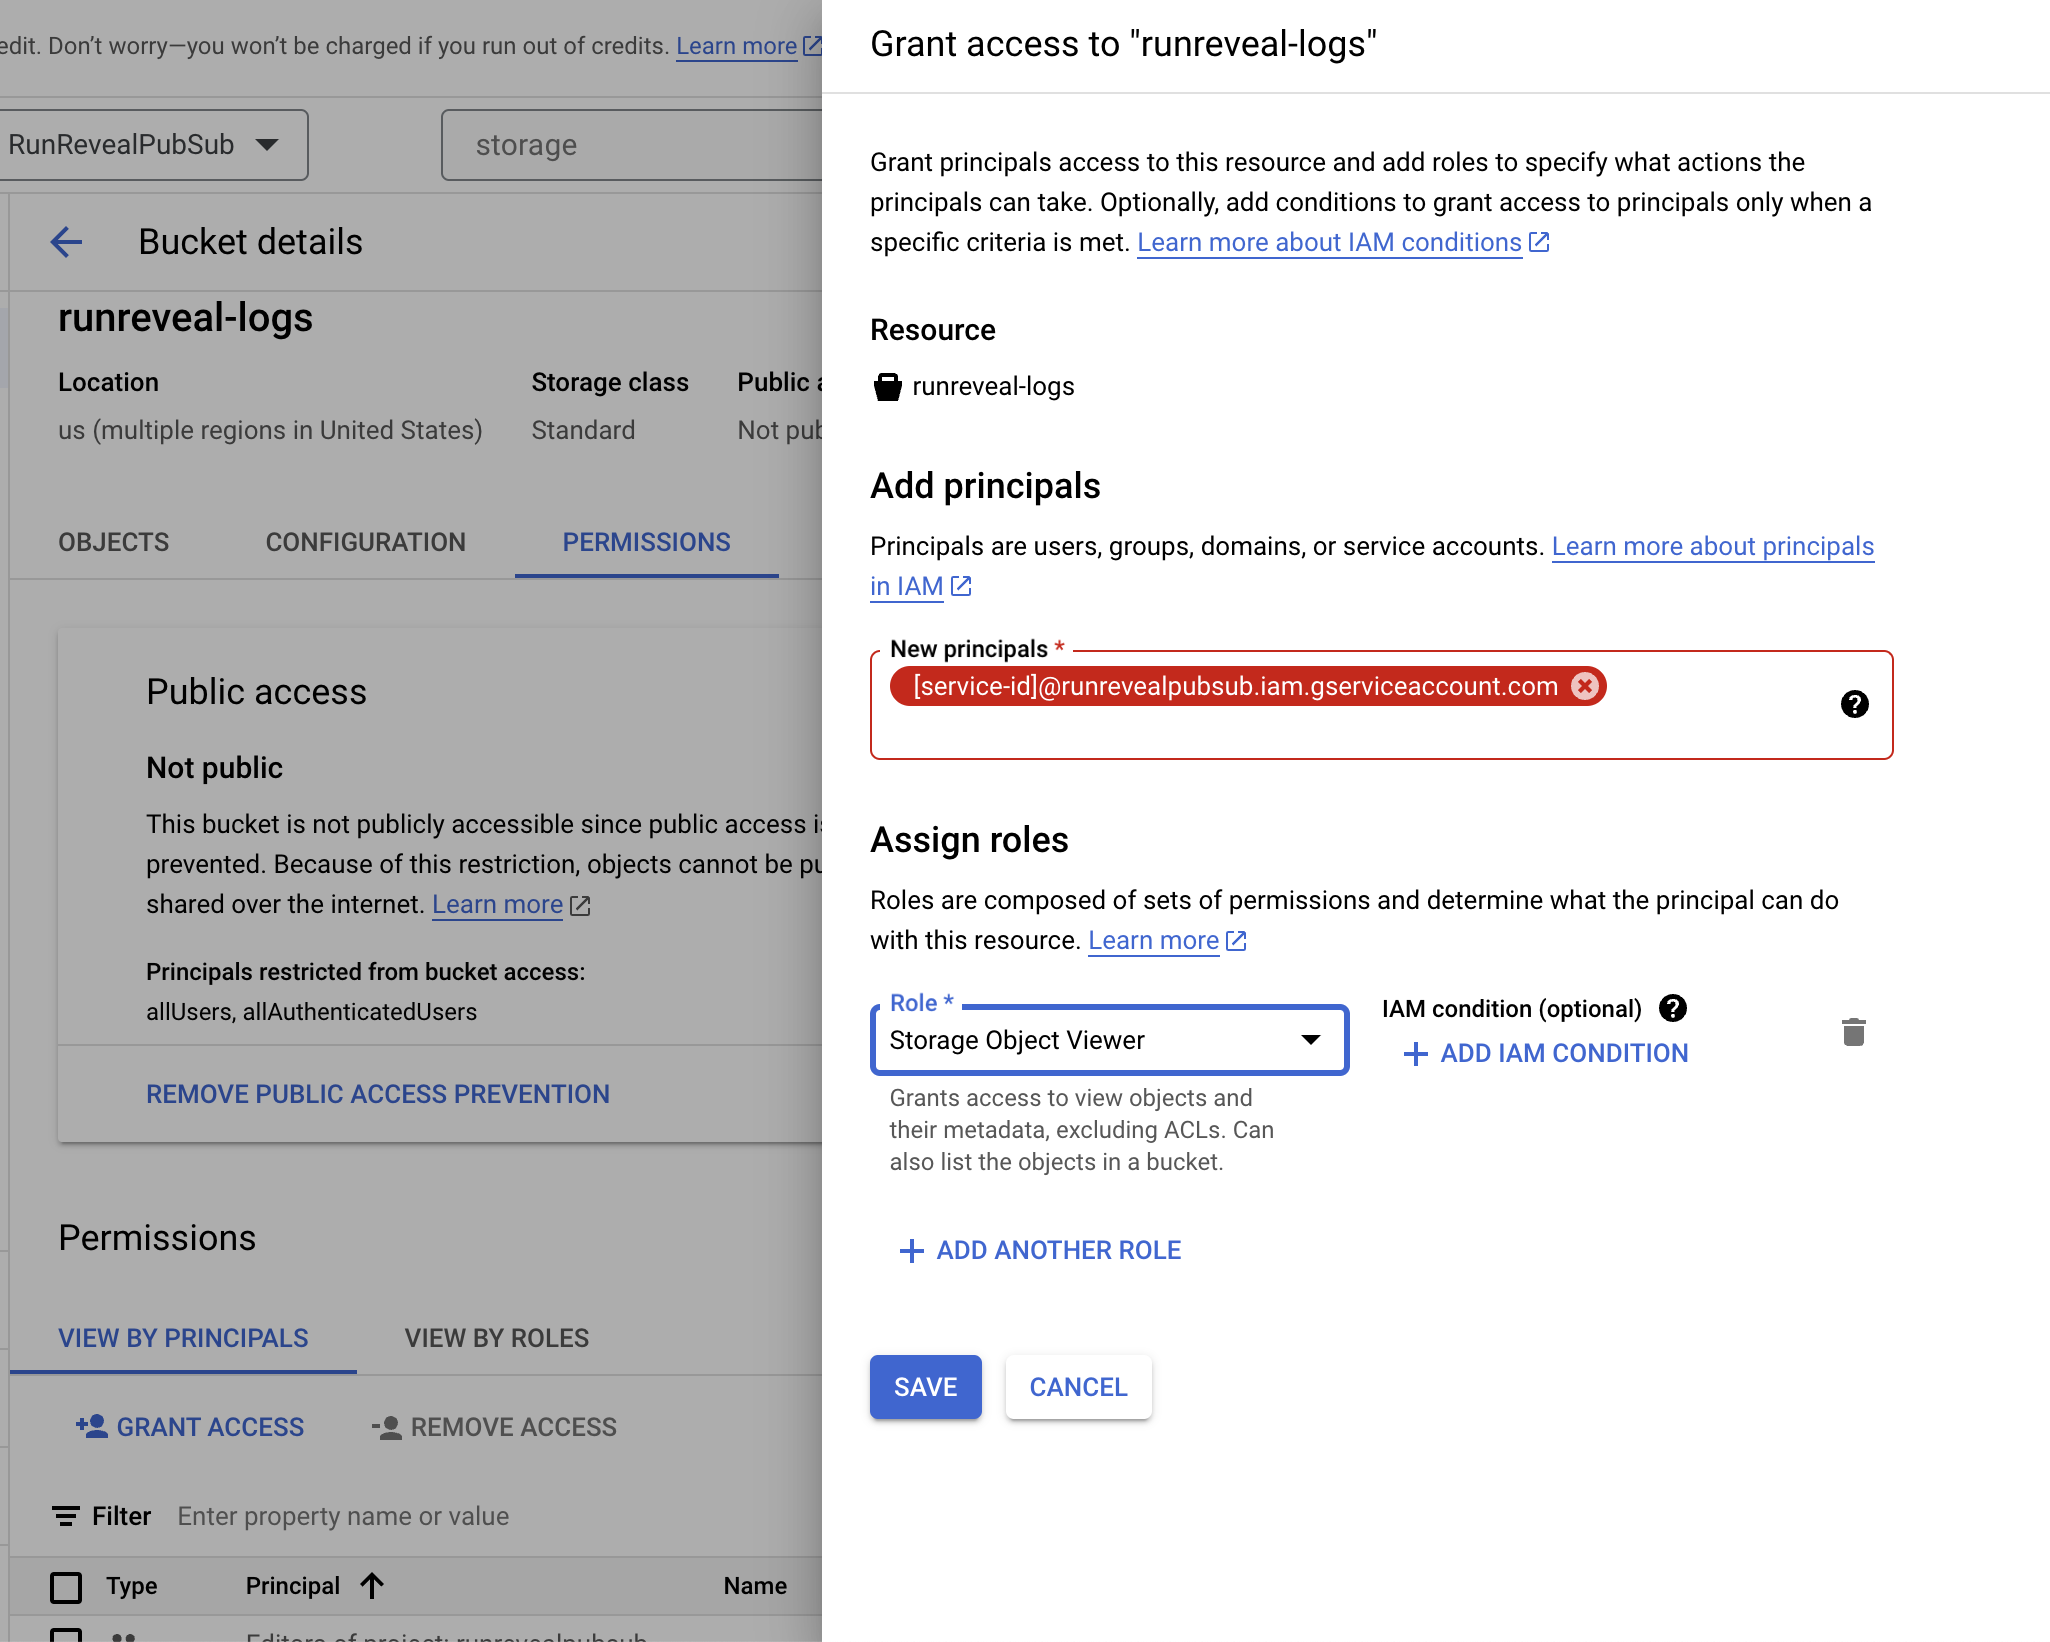 edit. Don't worry—you won't be charged if you run out of credits. Learn more
RunRevealPubSub
storage
Bucket details
runreveal-logs
Location
Storage class
Public a
us (multiple regions in United States)
Standard
Not pub
OBJECTS
CONFIGURATION
PERMISSIONS
Public access
Not public
This bucket is not publicly accessible since public access is
prevented. Because of this restriction, objects cannot be pu
shared over the internet. Learn more
Principals restricted from bucket access:
allUsers, allAuthenticatedUsers
REMOVE PUBLIC ACCESS PREVENTION
Permissions
VIEW BY PRINCIPALS
VIEW BY ROLES
GRANT ACCESS
REMOVE ACCESS
Filter
Enter property name or value
Type
Principal
Name
Editors of project: runrevealpubsub
Grant access to "runreveal-logs"
Grant principals access to this resource and add roles to specify what actions the
principals can take. Optionally, add conditions to grant access to principals only when a
specific criteria is met. Learn more about IAM conditions
Resource
runreveal-logs
Add principals
Principals are users, groups, domains, or service accounts. Learn more about principals
in IAM
New principals *
[service-id]@runrevealpubsub.iam.gserviceaccount.com
Assign roles
Roles are composed of sets of permissions and determine what the principal can do
with this resource. Learn more
Role *
Storage Object Viewer
IAM condition (optional)
ADD IAM CONDITION
Grants access to view objects and
their metadata, excluding ACLs. Can
also list the objects in a bucket.
ADD ANOTHER ROLE
SAVE
CANCEL